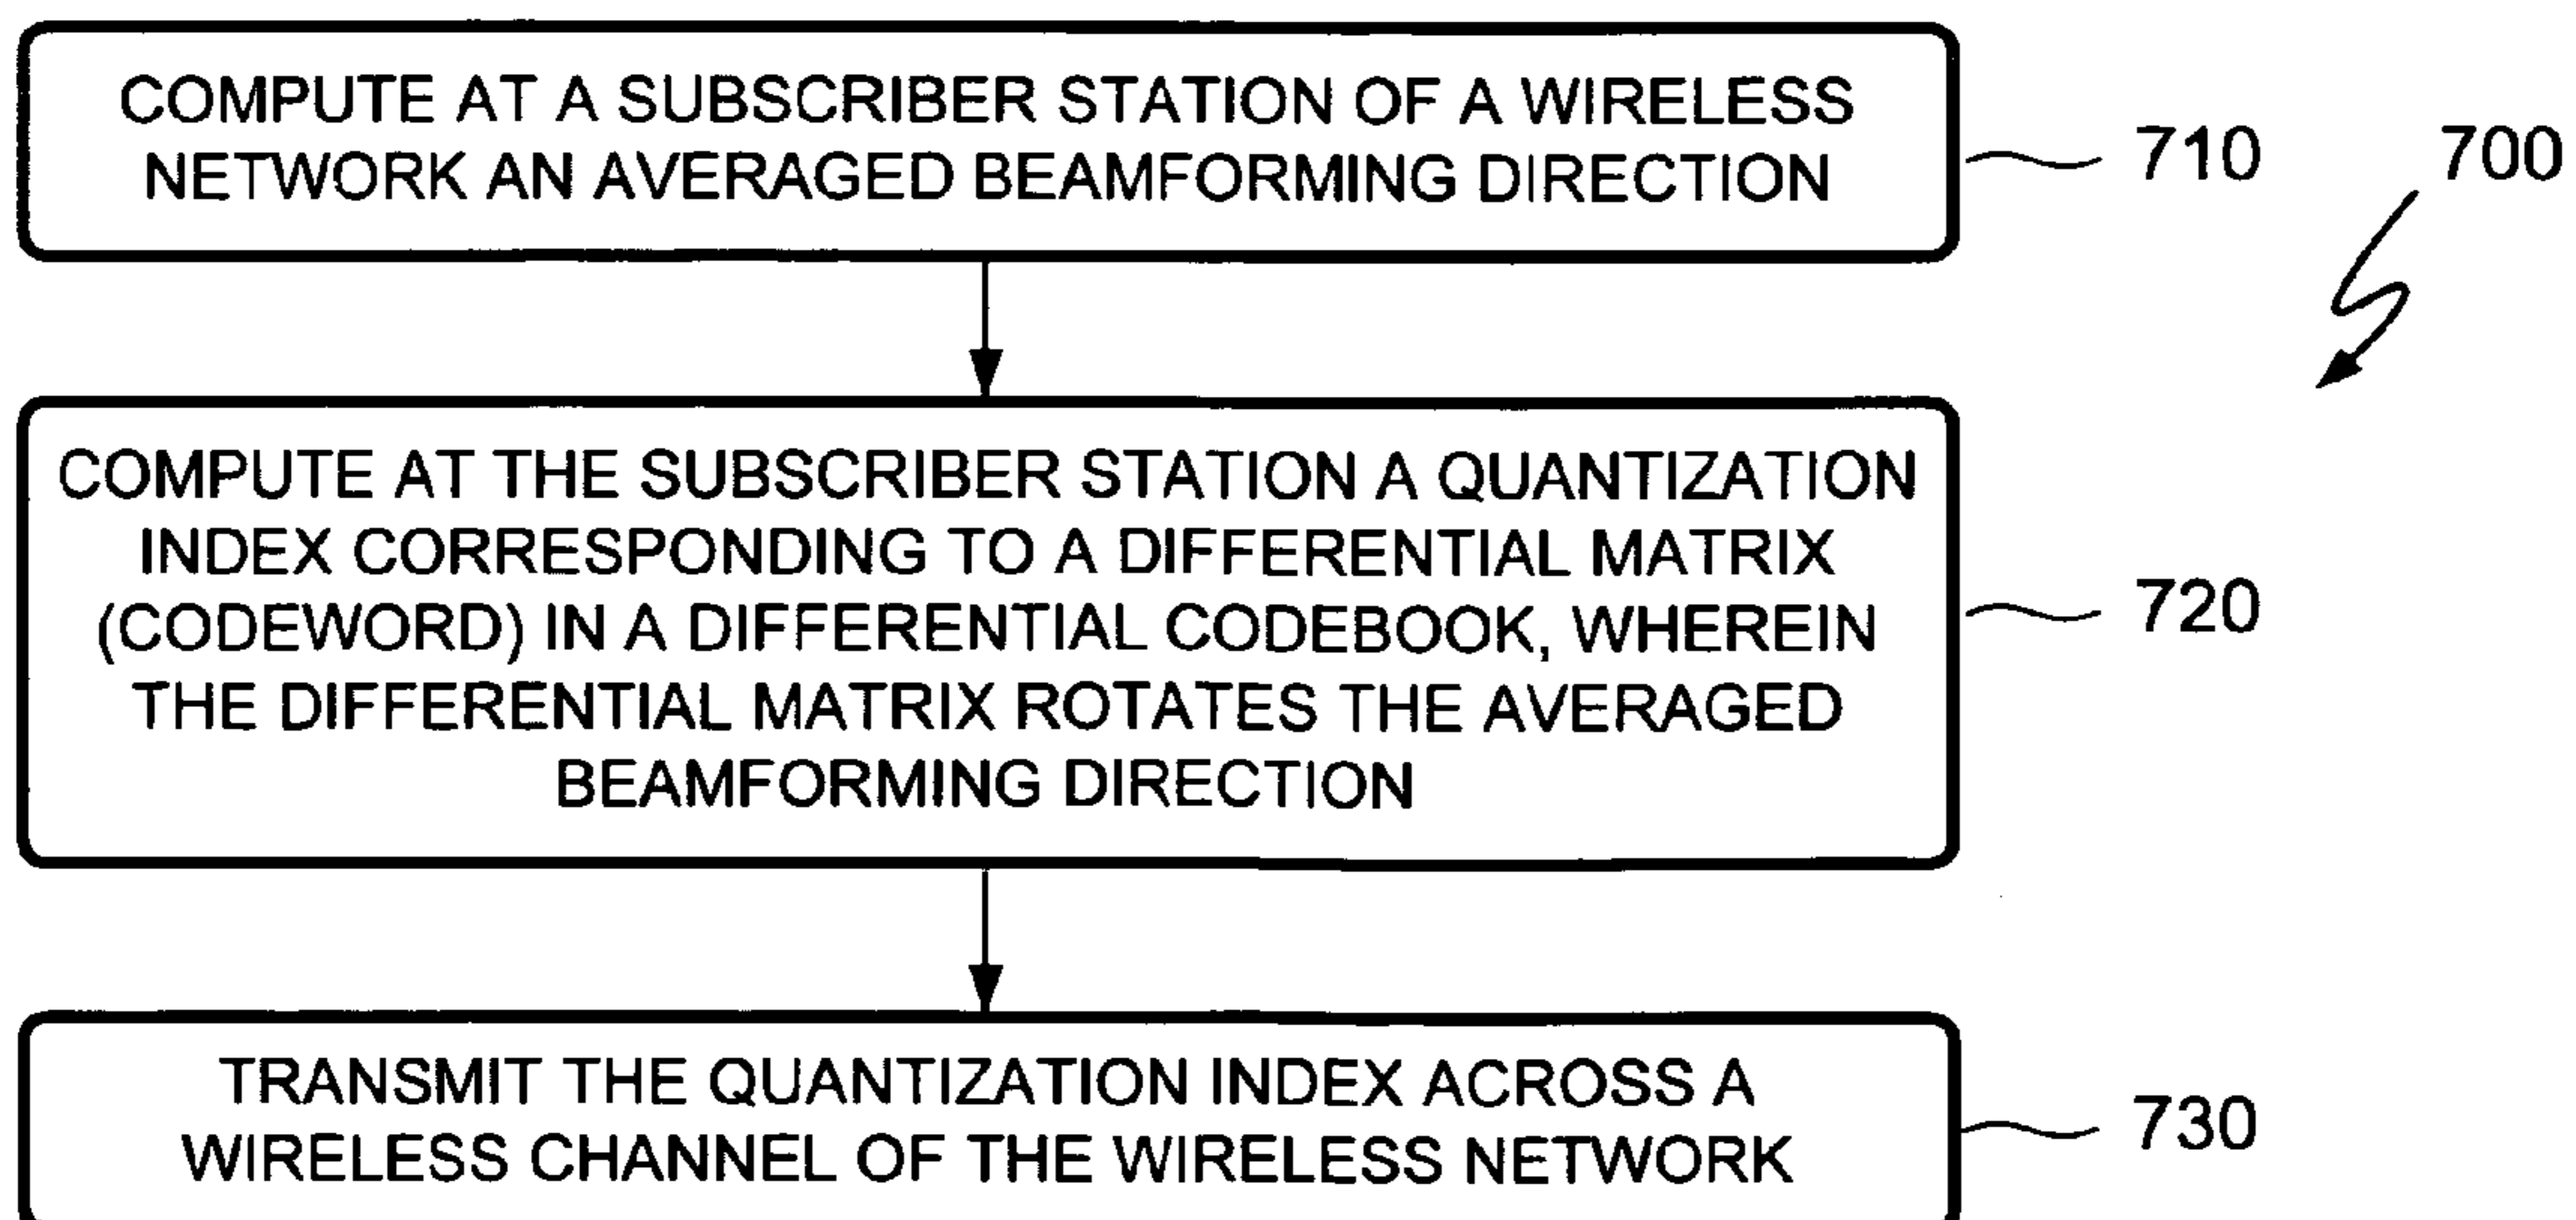 COMPUTE AT A SUBSCRIBER STATION OF A WIRELESS
NETWORK AN AVERAGED BEAMFORMING DIRECTION
710
700
COMPUTE AT THE SUBSCRIBER STATION A QUANTIZATION
INDEX CORRESPONDING TO A DIFFERENTIAL MATRIX
(CODEWORD) IN A DIFFERENTIAL CODEBOOK, WHEREIN
THE DIFFERENTIAL MATRIX ROTATES THE AVERAGED
BEAMFORMING DIRECTION
720
TRANSMIT THE QUANTIZATION INDEX ACROSS A
WIRELESS CHANNEL OF THE WIRELESS NETWORK
730